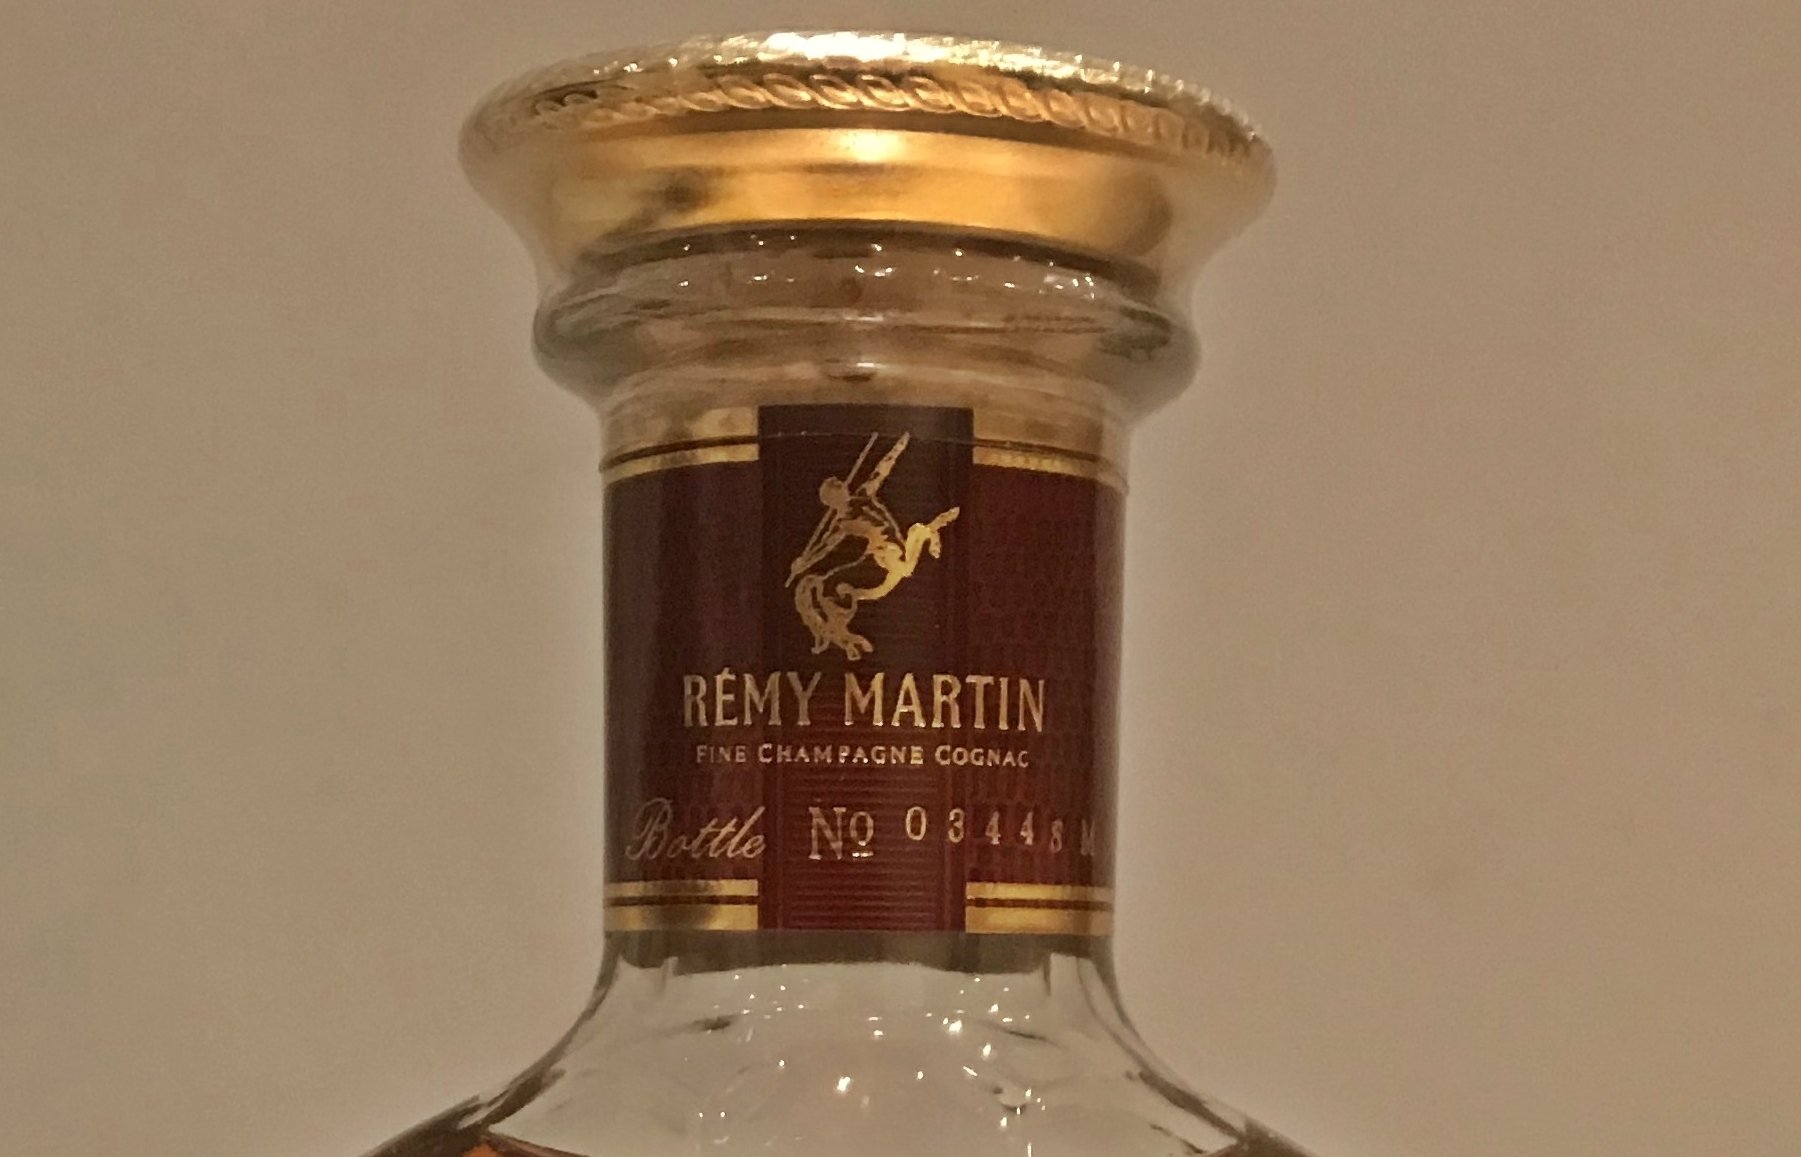 RÉMY MARTIN
FINE CHAMPAGNE COGNAC
Bottle Nº 03448 M